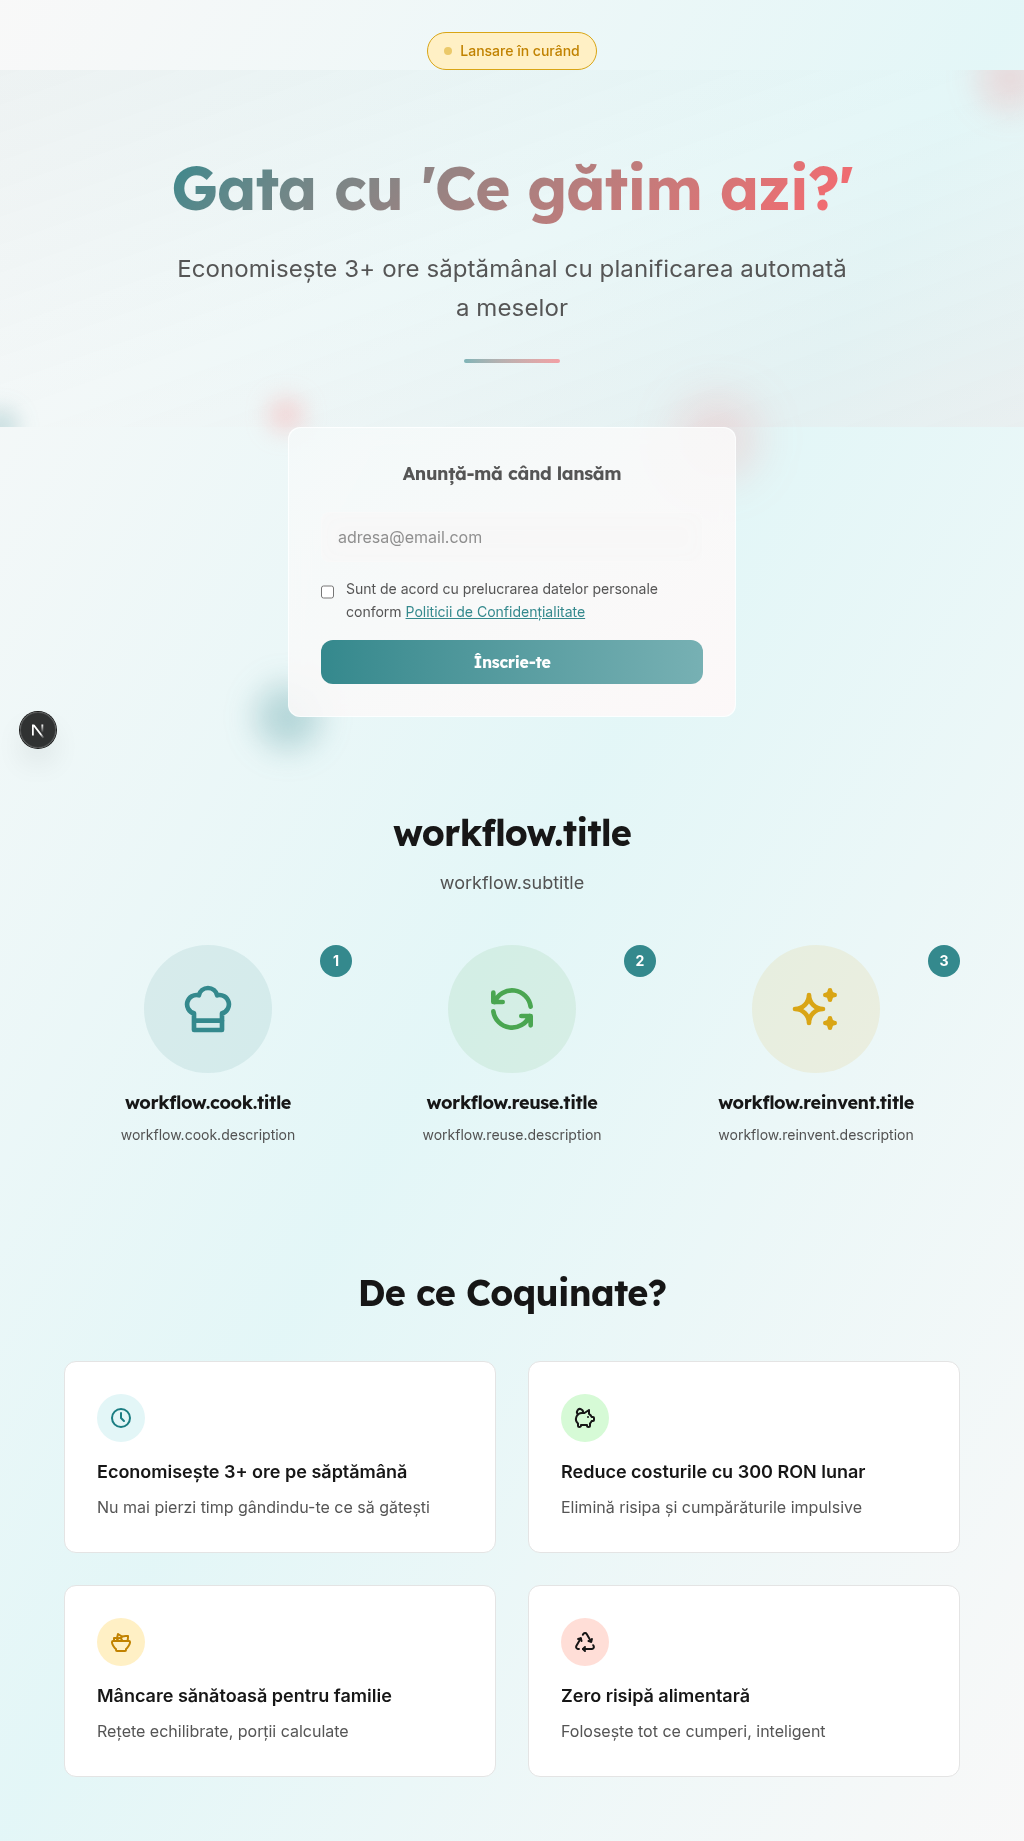 Lansare în curând
Gata cu 'Ce gătim azi?'
Economisește 3+ ore săptămânal cu planificarea automată
a meselor
Anunță-mă când lansăm
adresa@email.com
Sunt de acord cu prelucrarea datelor personale
conform Politicii de Confidențialitate
Înscrie-te
N
workflow.title
workflow.subtitle
1
2
3
workflow.cook.title
workflow.reuse.title
workflow.reinvent.title
workflow.cook.description
workflow.reuse.description
workflow.reinvent.description
De ce Coquinate?
Economisește 3+ ore pe săptămână
Nu mai pierzi timp gândindu-te ce să gătești
Reduce costurile cu 300 RON lunar
Elimină risipa și cumpărăturile impulsive
Mâncare sănătoasă pentru familie
Rețete echilibrate, porții calculate
Zero risipă alimentară
Folosește tot ce cumperi, inteligent